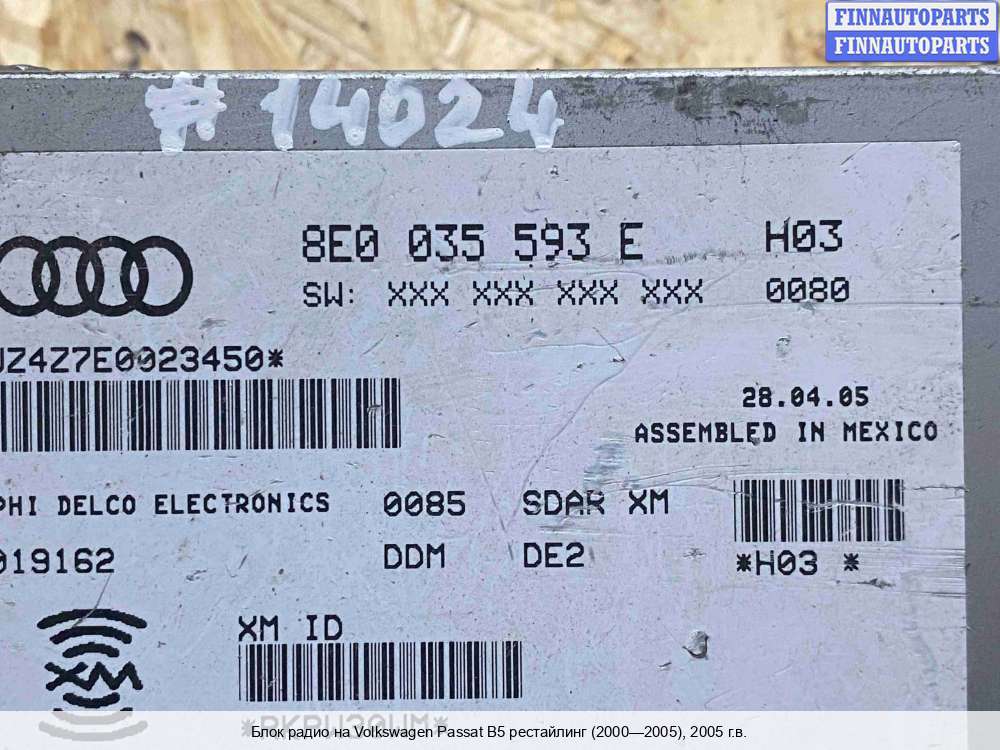 FINNAUTOPARTS
FINNAUTOPARTS
# 14024
8E0 035 593 E H03
SW: XXX XXX XXX XXX 0080
UZ4Z7E0023450*
28.04.05
ASSEMBLED IN MEXICO
PHI DELCO ELECTRONICS 0085 SDAR XM
019162 DDM DE2
*H03 *
XM ID
XM
Блок радио на Volkswagen Passat B5 рестайлинг (2000—2005), 2005 г.в.